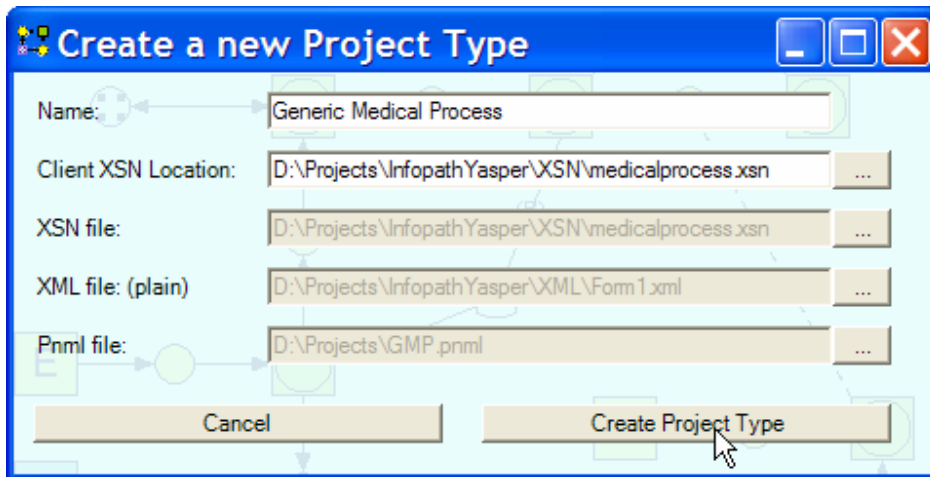 Create a new Project Type
Name: Generic Medical Process
Client XSN Location: D:\Projects\InfopathYasper\XSN\medicalprocess.xsn ...
XSN file: D:\Projects\InfopathYasper\XSN\medicalprocess.xsn ...
XML file: (plain) D:\Projects\InfopathYasper\XML\Form1.xml ...
Pnml file: D:\Projects\GMP.pnml ...
E
Cancel Create Project Type